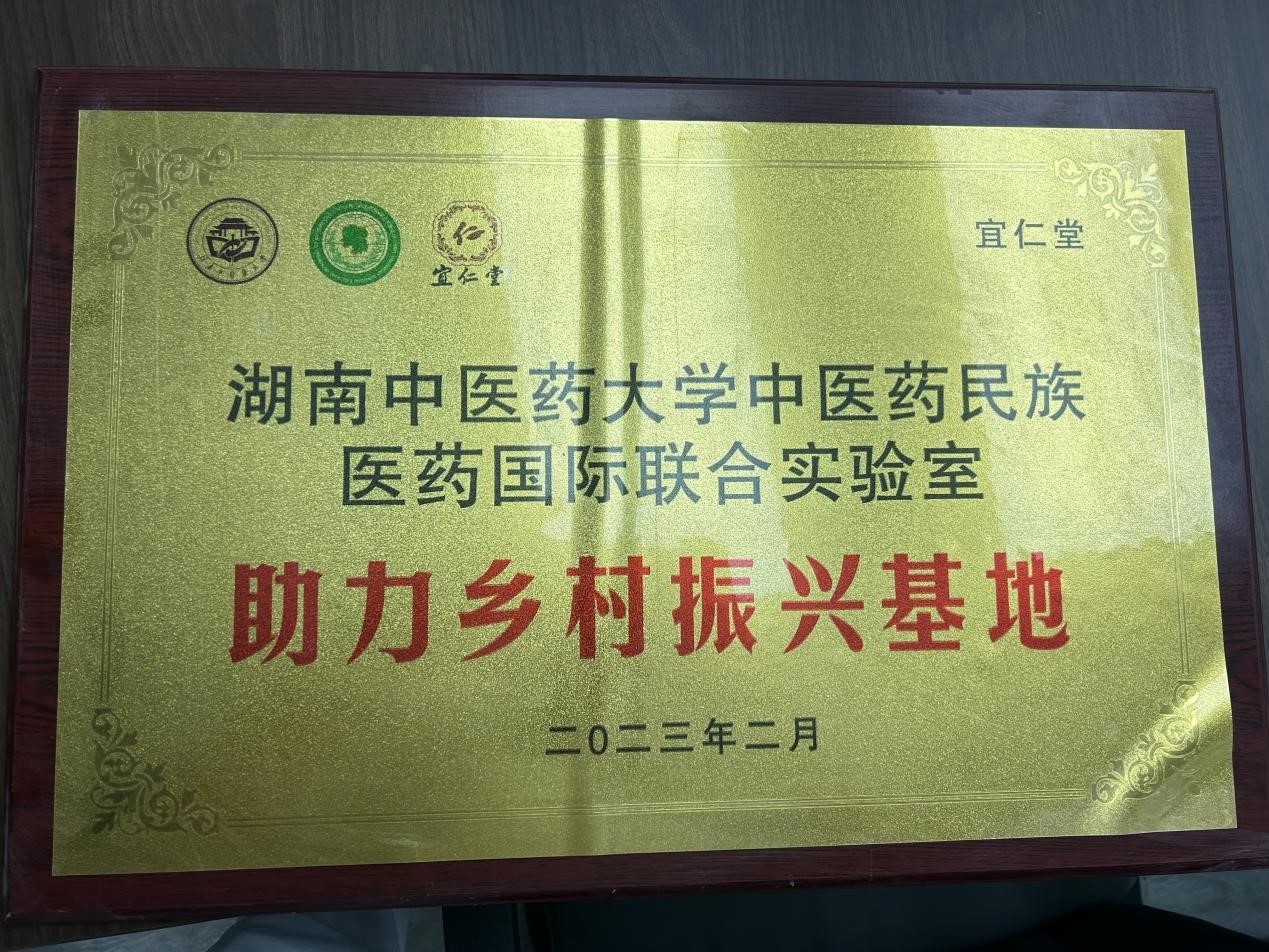 仁
宜仁堂
宜仁堂
湖南中医药大学中医药民族
医药国际联合实验室
助力乡村振兴基地
二0二三年二月